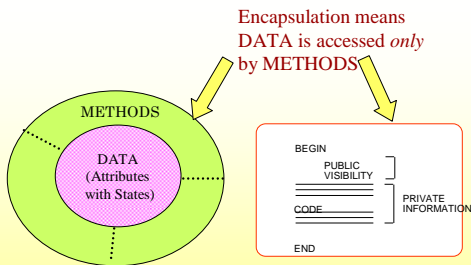 Encapsulation means
DATA is accessed only
by METHODS
METHODS
DATA
(Attributes
with States)
BEGIN
PUBLIC
VISIBILITY
PRIVATE
INFORMATION
CODE
END